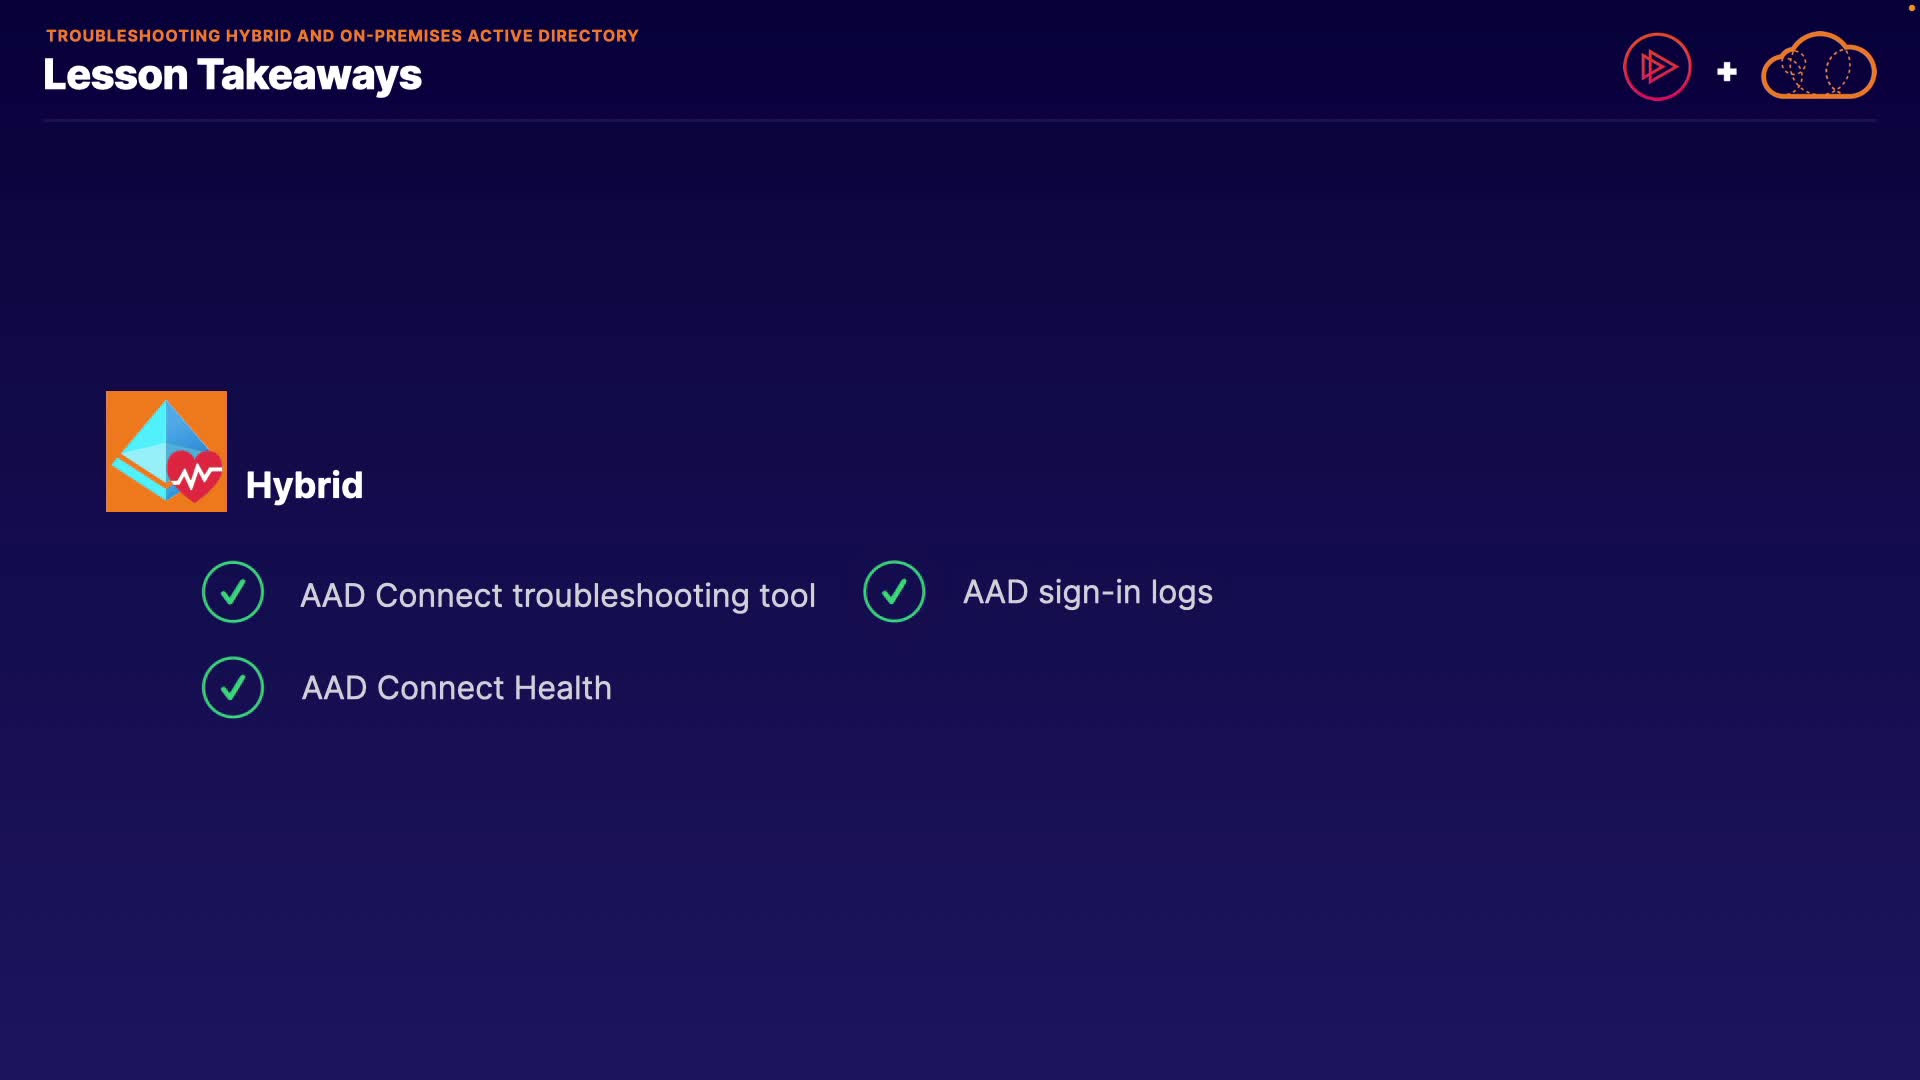 TROUBLESHOOTING HYBRID AND ON-PREMISES ACTIVE DIRECTORY
Lesson Takeaways
Hybrid
AAD Connect troubleshooting tool
AAD sign-in logs
AAD Connect Health